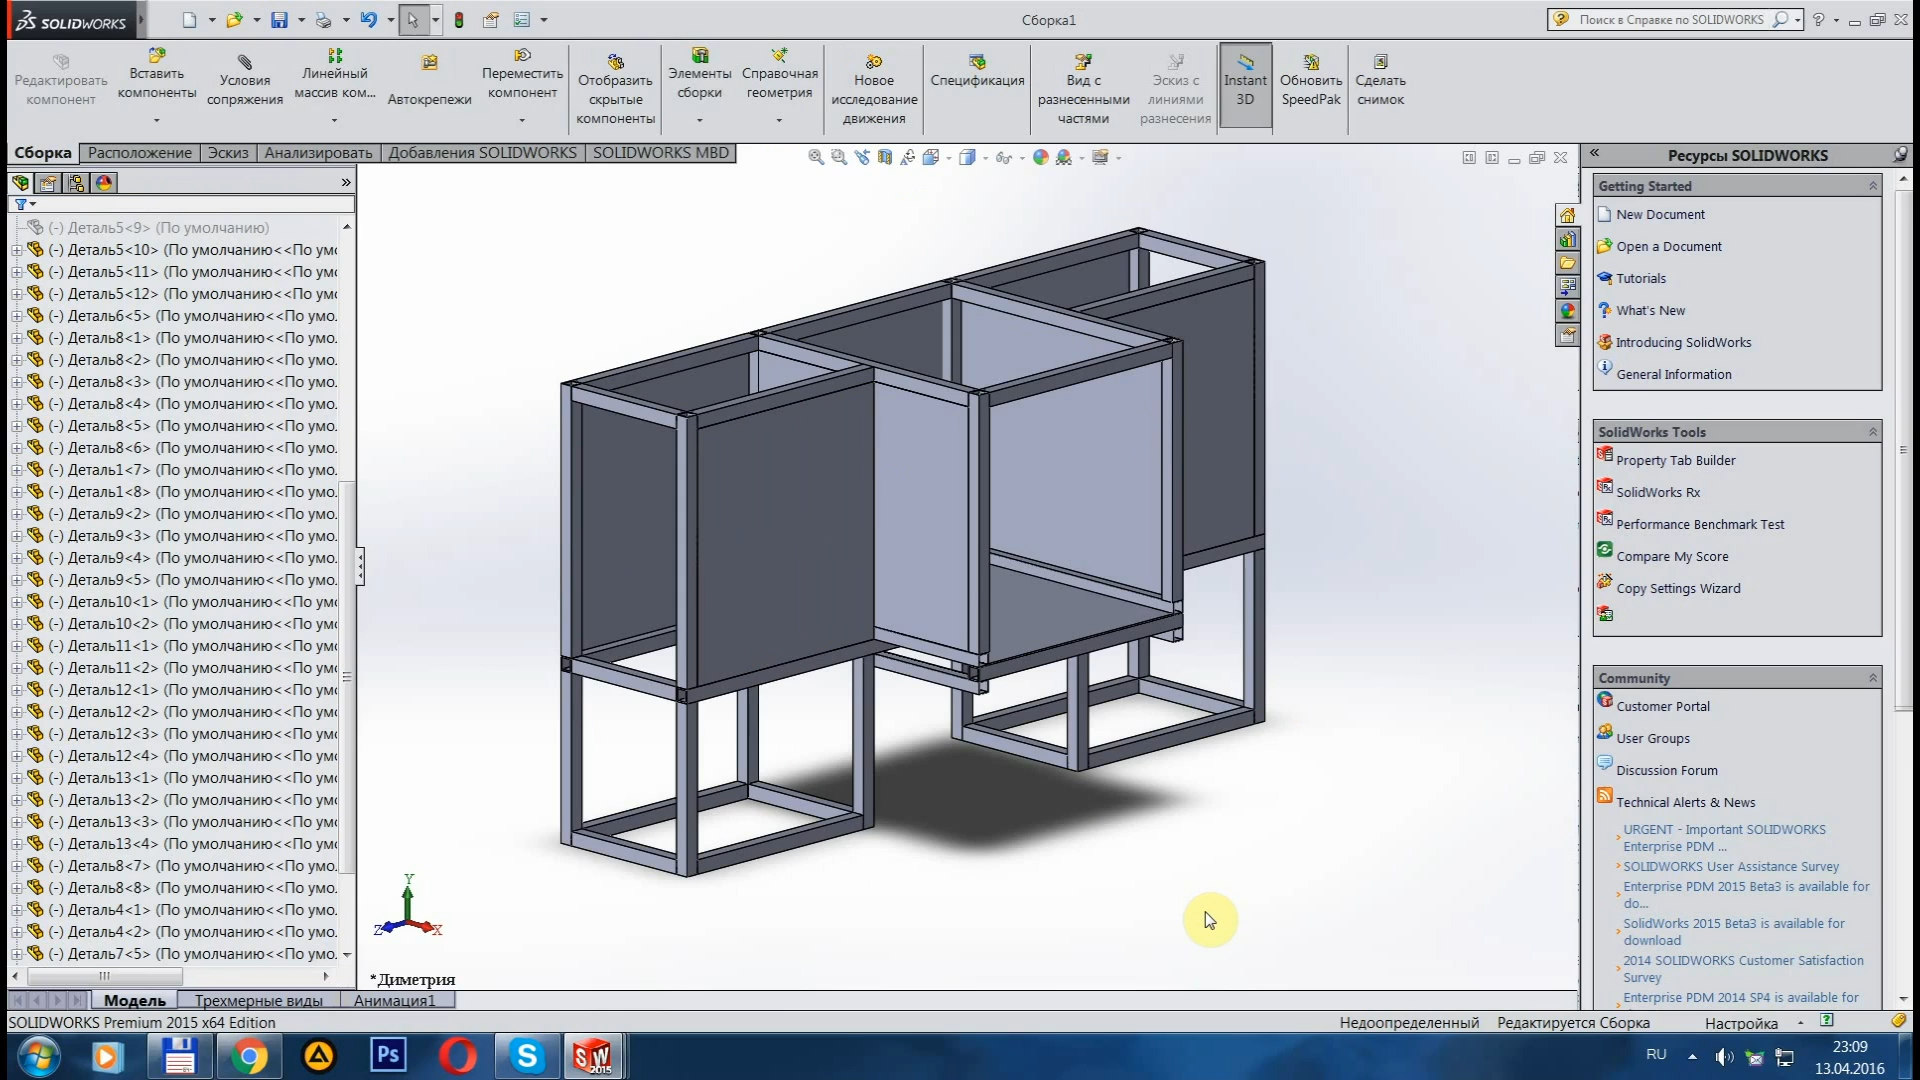 SOLIDWORKS
Сборка1
Поиск в Справке по SOLIDWORKS
Редактировать компонент
Вставить компоненты
Условия сопряжения
Линейный массив ком...
Автокрепежи
Переместить компонент
Отобразить скрытые компоненты
Элементы сборки
Справочная геометрия
Новое исследование движения
Спецификация
Вид с разнесенными частями
Эскиз с линиями разнесения
Instant 3D
Обновить SpeedPak
Сделать снимок
Сборка
Расположение
Эскиз
Анализировать
Добавления SOLIDWORKS
SOLIDWORKS MBD
(-) Деталь5<9> (По умолчанию)
(-) Деталь5<10> (По умолчанию<<По умо
(-) Деталь5<11> (По умолчанию<<По умо
(-) Деталь5<12> (По умолчанию<<По умо
(-) Деталь6<5> (По умолчанию<<По умо.
(-) Деталь8<1> (По умолчанию<<По умо.
(-) Деталь8<2> (По умолчанию<<По умо.
(-) Деталь8<3> (По умолчанию<<По умо.
(-) Деталь8<4> (По умолчанию<<По умо.
(-) Деталь8<5> (По умолчанию<<По умо.
(-) Деталь8<6> (По умолчанию<<По умо.
(-) Деталь1<7> (По умолчанию<<По умо.
(-) Деталь1<8> (По умолчанию<<По умо.
(-) Деталь9<2> (По умолчанию<<По умо.
(-) Деталь9<3> (По умолчанию<<По умо.
(-) Деталь9<4> (По умолчанию<<По умо.
(-) Деталь9<5> (По умолчанию<<По умо.
(-) Деталь10<1> (По умолчанию<<По ум
(-) Деталь10<2> (По умолчанию<<По ум
(-) Деталь11<1> (По умолчанию<<По ум
(-) Деталь11<2> (По умолчанию<<По ум
(-) Деталь12<1> (По умолчанию<<По ум
(-) Деталь12<2> (По умолчанию<<По ум
(-) Деталь12<3> (По умолчанию<<По ум
(-) Деталь12<4> (По умолчанию<<По ум
(-) Деталь13<1> (По умолчанию<<По ум
(-) Деталь13<2> (По умолчанию<<По ум
(-) Деталь13<3> (По умолчанию<<По ум
(-) Деталь13<4> (По умолчанию<<По ум
(-) Деталь8<7> (По умолчанию<<По умо.
(-) Деталь8<8> (По умолчанию<<По умо.
(-) Деталь4<1> (По умолчанию<<По умо.
(-) Деталь4<2> (По умолчанию<<По умо.
(-) Деталь7<5> (По умолчанию<<По умо.
Y
Z
X
*Диметрия
Ресурсы SOLIDWORKS
Getting Started
New Document
Open a Document
Tutorials
What's New
Introducing SolidWorks
General Information
SolidWorks Tools
Property Tab Builder
SolidWorks Rx
Performance Benchmark Test
Compare My Score
Copy Settings Wizard
Community
Customer Portal
User Groups
Discussion Forum
Technical Alerts & News
URGENT - Important SOLIDWORKS
Enterprise PDM ...
SOLIDWORKS User Assistance Survey
Enterprise PDM 2015 Beta3 is available for
do...
SolidWorks 2015 Beta3 is available for
download
2014 SOLIDWORKS Customer Satisfaction
Survey
Enterprise PDM 2014 SP4 is available for
Модель
Трехмерные виды
Анимация1
SOLIDWORKS Premium 2015 x64 Edition
Недоопределенный
Редактируется Сборка
Настройка
Ps
S
SW
2015
RU
23:09
13.04.2016